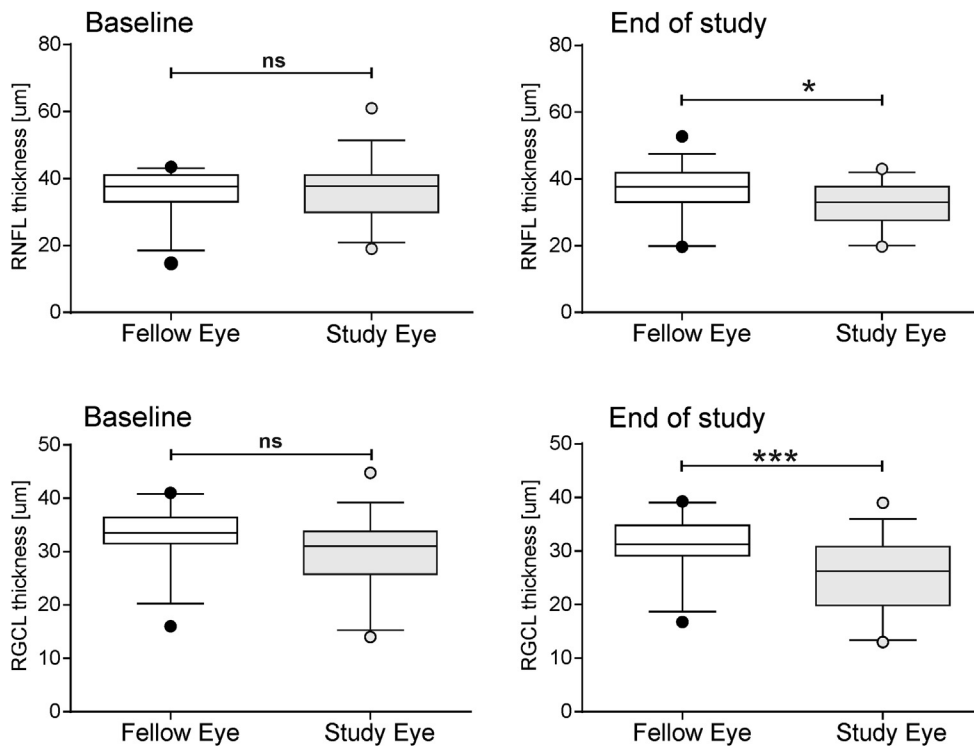 Baseline
RNFL thickness [um]
80
60
40
20
0
ns
Fellow Eye
Study Eye
End of study
RNFL thickness [um]
80
60
40
20
0
*
Fellow Eye
Study Eye
Baseline
RGCL thickness [um]
50
40
30
20
10
0
ns
Fellow Eye
Study Eye
End of study
RGCL thickness [um]
50
40
30
20
10
0
***
Fellow Eye
Study Eye